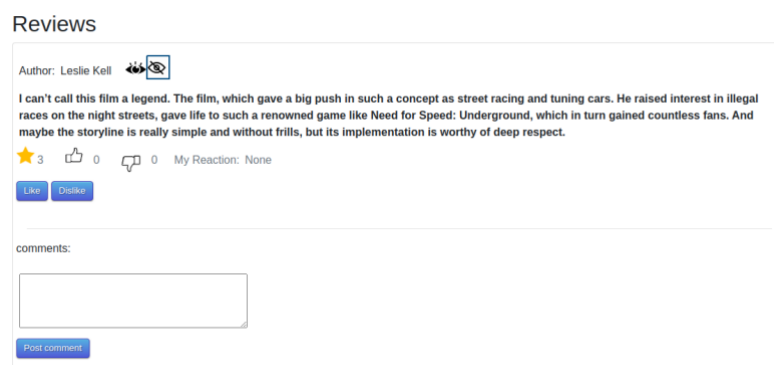 Reviews
Author: Leslie Kell
I can't call this film a legend. The film, which gave a big push in such a concept as street racing and tuning cars. He raised interest in illegal
races on the night streets, gave life to such a renowned game like Need for Speed: Underground, which in turn gained countless fans. And
maybe the storyline is really simple and without frills, but its implementation is worthy of deep respect.
3 0 0 My Reaction: None
Like Dislike
comments:
Post comment